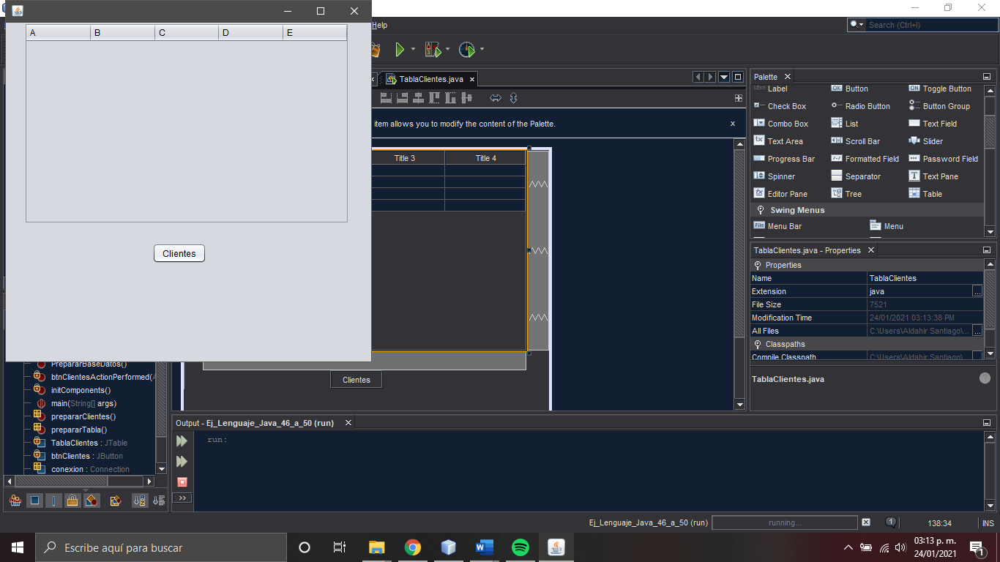 A B C D E
Clientes
Help
Search (Ctrl+I)
TablaClientes.java
item allows you to modify the content of the Palette.
x
Title 3 Title 4
Clientes
Palette
Label Button Toggle Button
Check Box Radio Button Button Group
Combo Box List Text Field
Text Area Scroll Bar Slider
Progress Bar Formatted Field Password Field
Spinner Separator Text Pane
Editor Pane Tree Table
Swing Menus
Menu Bar Menu
TablaClientes.java - Properties
Properties
Name TablaClientes
Extension java
...
File Size 7521
Modification Time 24/01/2021 03:13:38 PM
All Files C:\Users\Aldahir Santiago\...
...
Classpaths
Compile Classpath C:\Users\Aldahir Santiago\
TablaClientes.java
PrepararBaseDatos()
btnClientesActionPerformed(
initComponents()
main(String[] args)
prepararClientes()
prepararTabla()
TablaClientes : JTable
btnClientes : JButton
conexion : Connection
Output - Ej_Lenguaje_Java_46_a_50 (run)
run:
>>
Ej_Lenguaje_Java_46_a_50 (run)
running...
1
138:34
INS
Escribe aquí para buscar
03:13 p. m.
24/01/2021
1